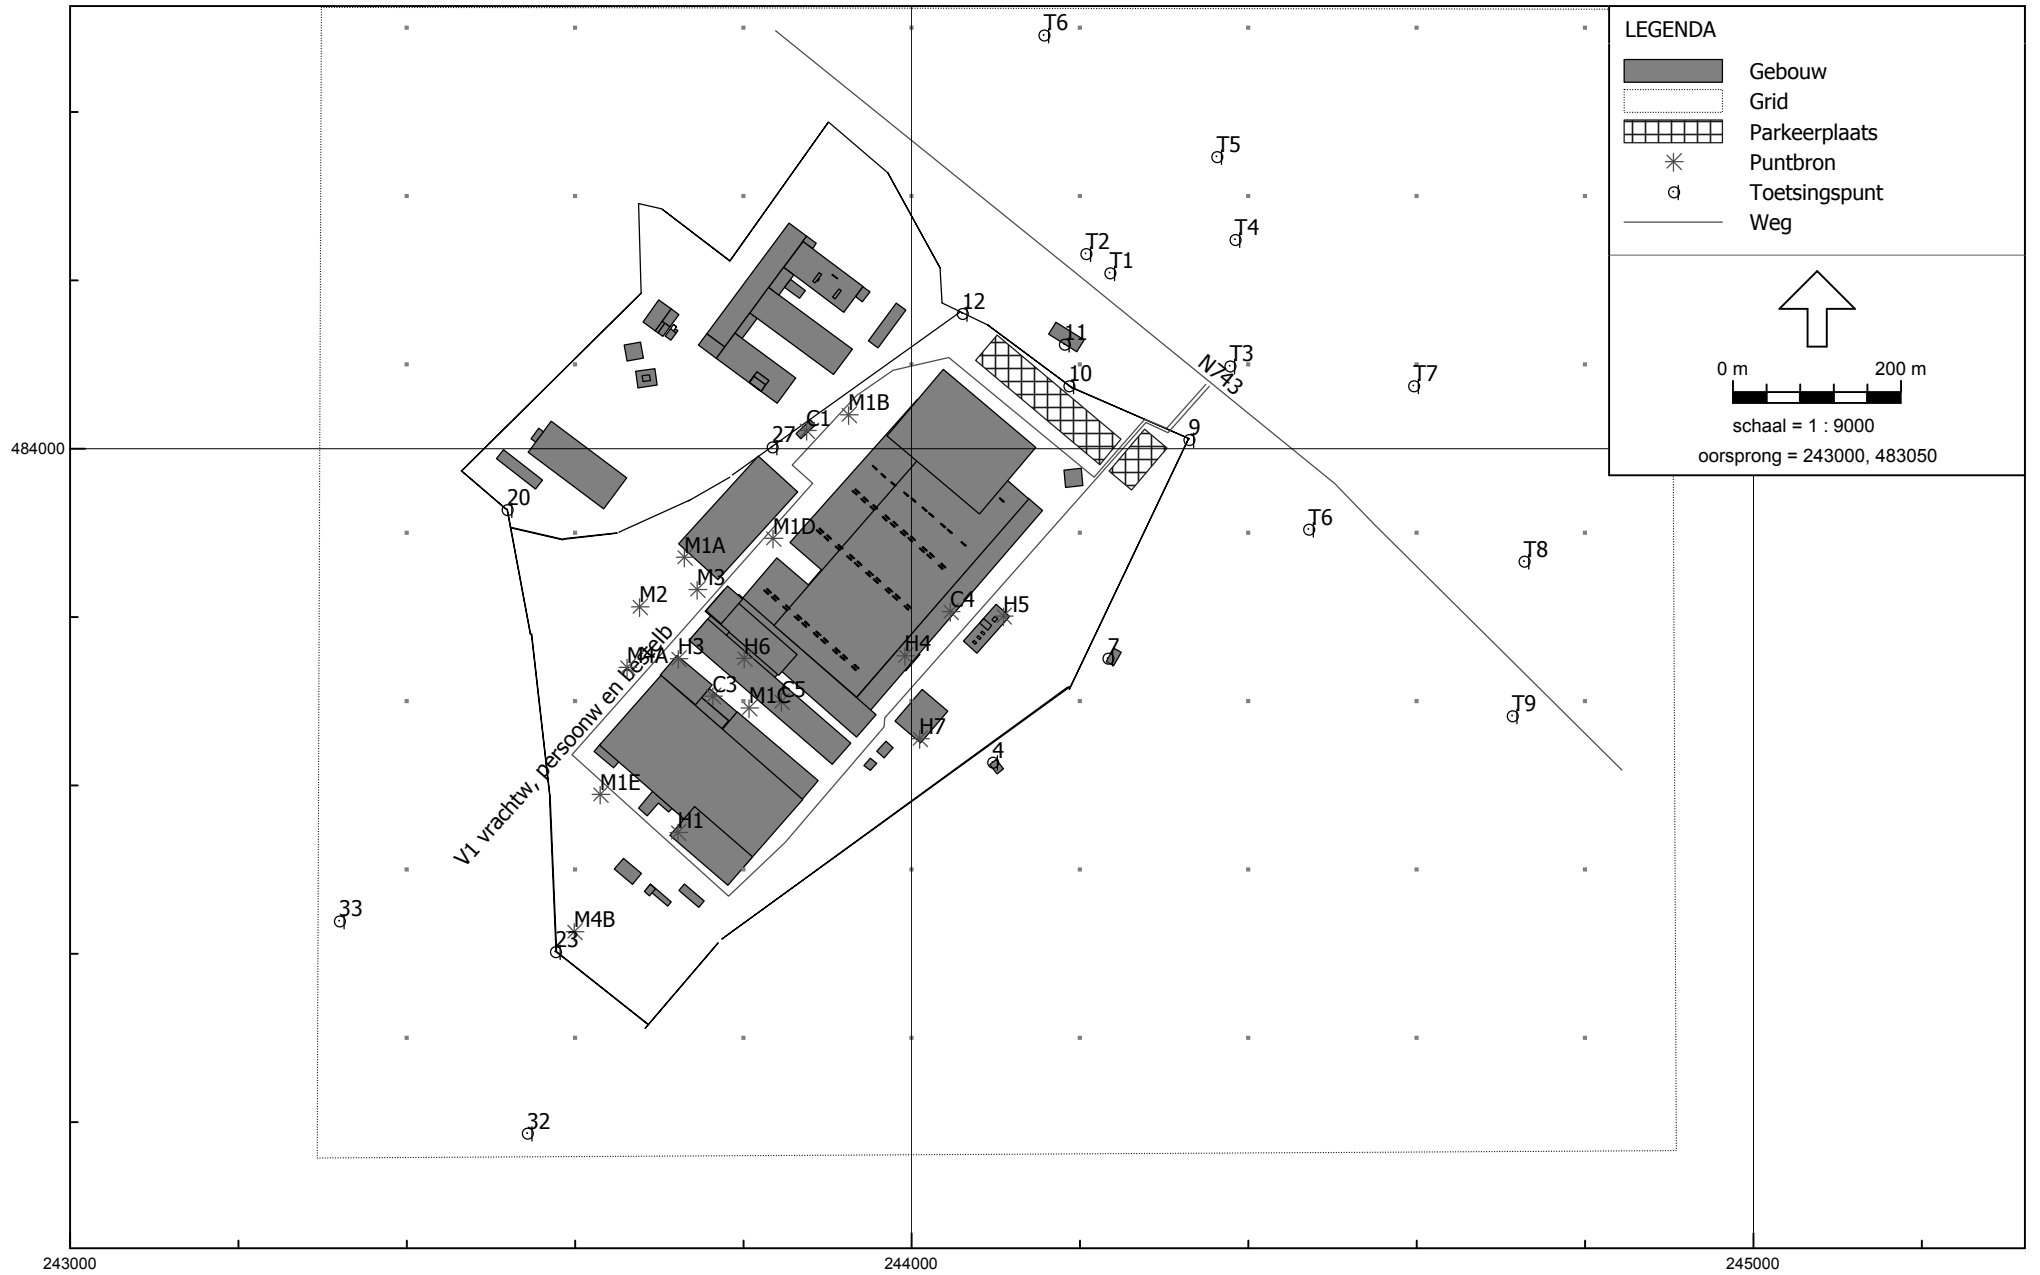 T6
LEGENDA
Gebouw
Grid
Parkeerplaats
Puntbron
Toetsingspunt
Weg
0 m 200 m
schaal = 1 : 9000
oorsprong = 243000, 483050
T5
T4
T2
T1
12
11
T3
N743
10
T7
M1B
C1
27
9
484000
20
M1D
T6
M1A
T8
M3
M2
C4
H5
V1 vrachtw, persoonw en bestelb
M4A
H3
H6
H4
7
C3
M1C
C5
T9
H7
4
M1E
H1
33
M4B
23
32
243000
244000
245000